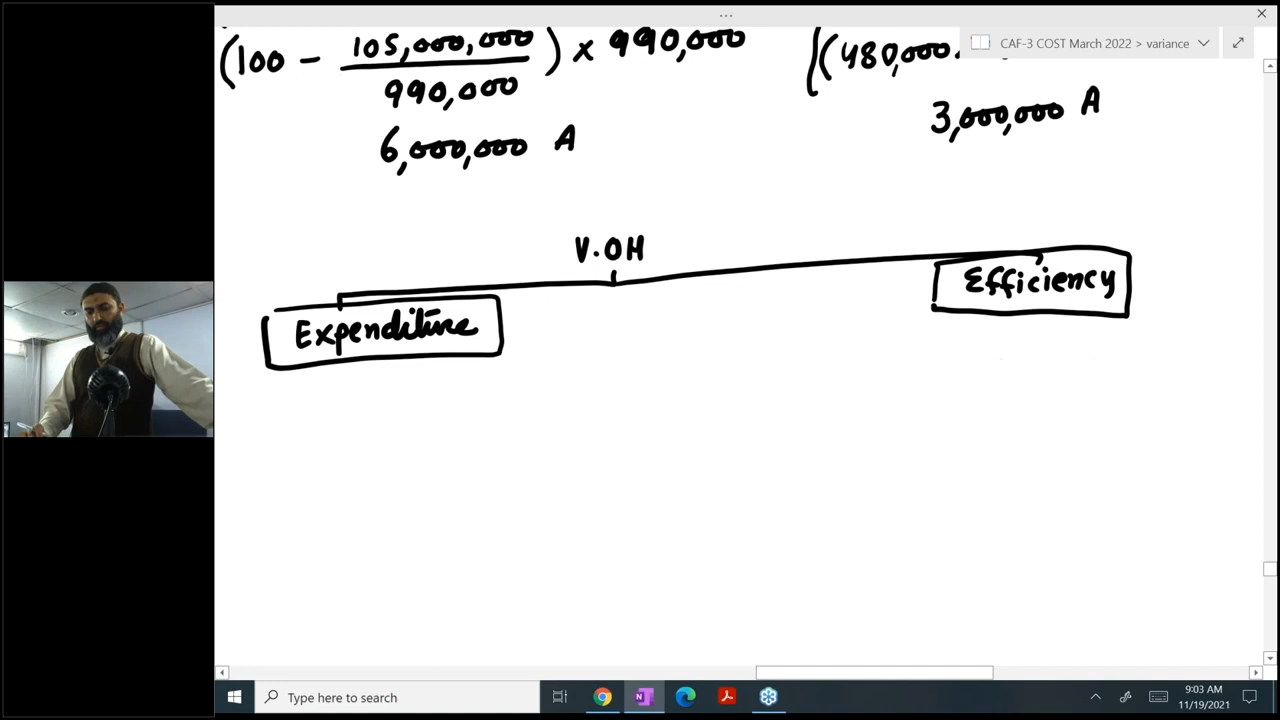 CAF-3 COST March 2022 > variance
(100 - 105,000,000 / 990,000) x 990,000
((480,000
6,000,000 A
3,000,000 A
V.OH
Expenditure
Efficiency
Type here to search
9:03 AM
11/19/2021